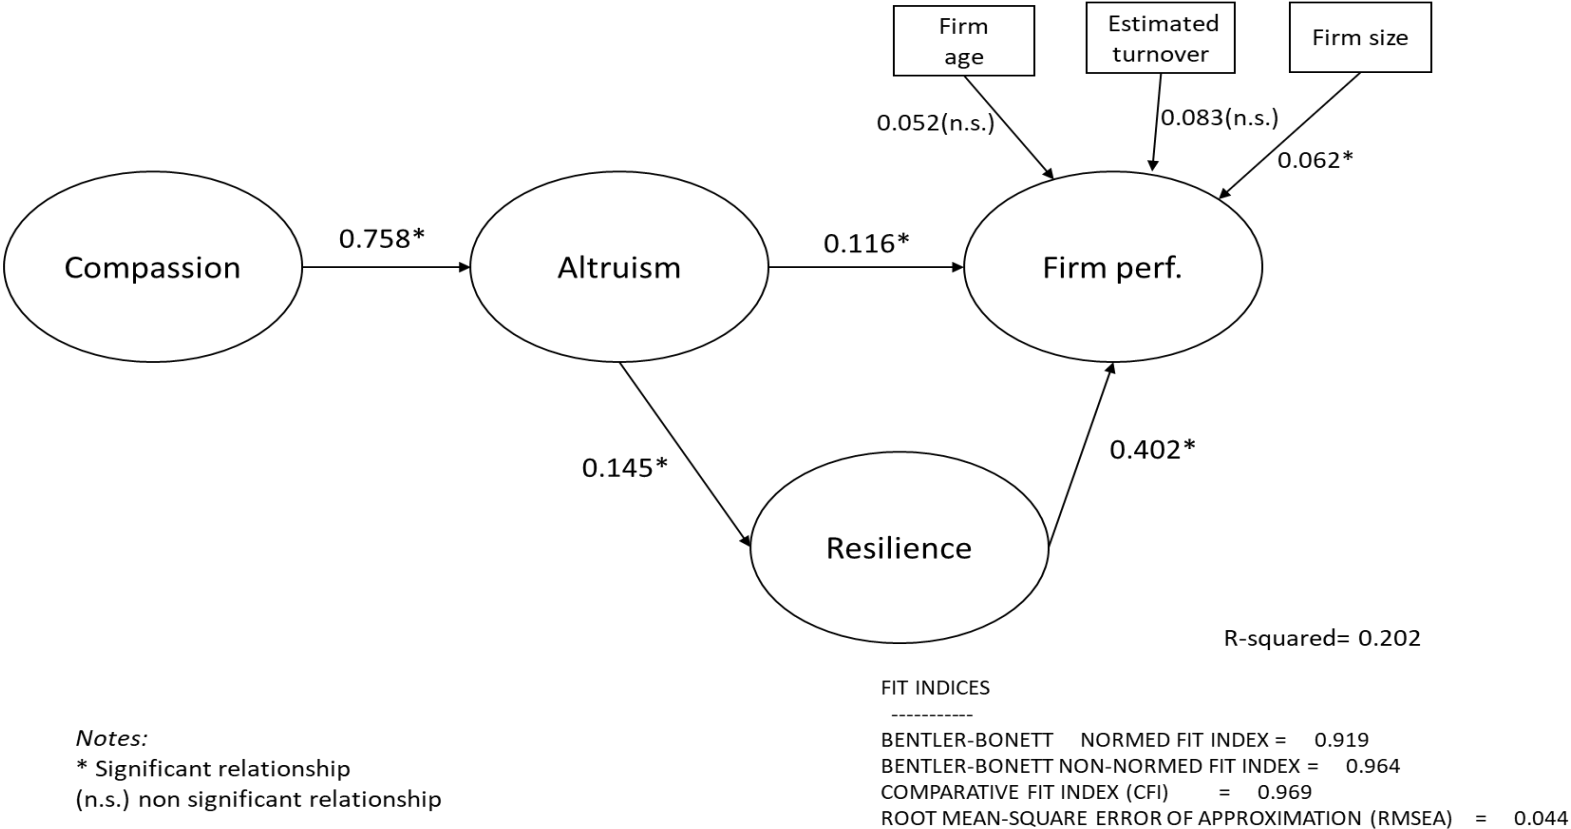 Firm
age
Estimated
turnover
Firm size
0.052(n.s.)
0.083(n.s.)
0.062*
Compassion
0.758*
Altruism
0.116*
Firm perf.
0.145*
0.402*
Resilience
R-squared= 0.202
FIT INDICES
-----------
BENTLER-BONETT NORMED FIT INDEX = 0.919
BENTLER-BONETT NON-NORMED FIT INDEX = 0.964
COMPARATIVE FIT INDEX (CFI) = 0.969
ROOT MEAN-SQUARE ERROR OF APPROXIMATION (RMSEA) = 0.044
Notes:
* Significant relationship
(n.s.) non significant relationship